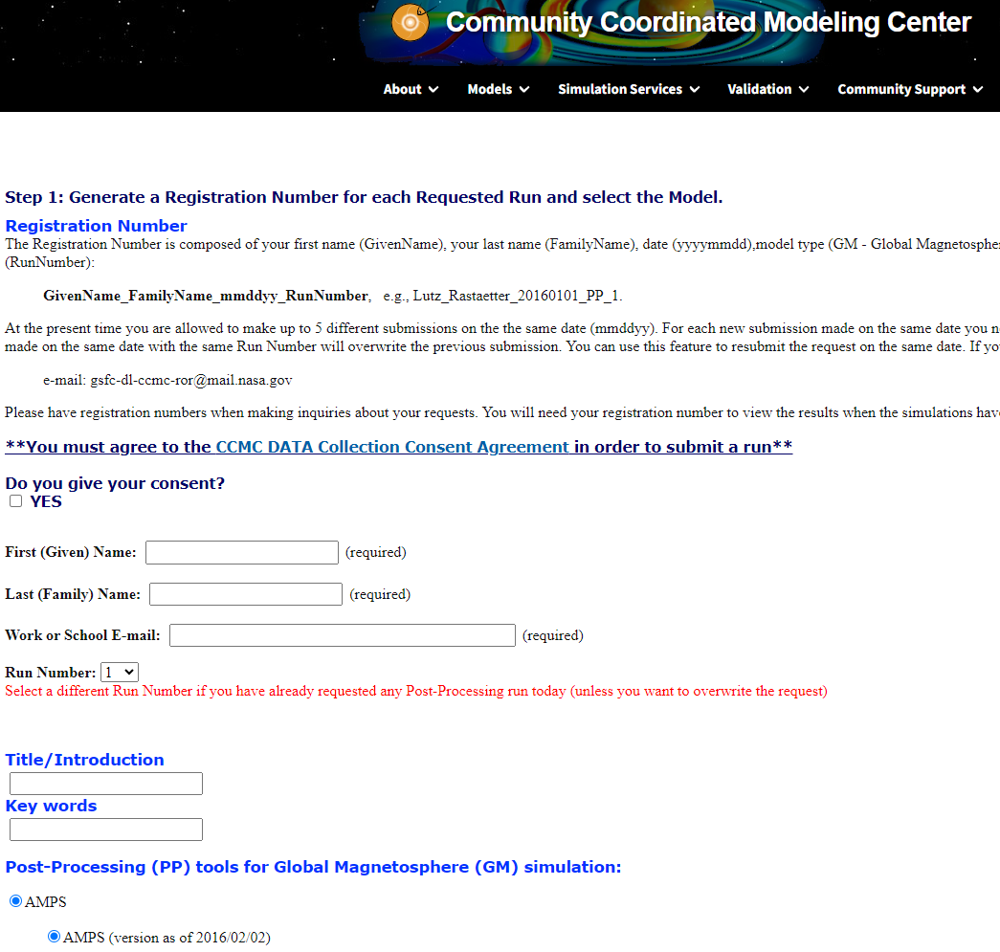 Community Coordinated Modeling Center
About Models Simulation Services Validation Community Support
Step 1: Generate a Registration Number for each Requested Run and select the Model.
Registration Number
The Registration Number is composed of your first name (GivenName), your last name (FamilyName), date (yyyymmdd),model type (GM - Global
(RunNumber):
GivenName_FamilyName_mmddyy_RunNumber, e.g., Lutz_Rastaetter_20160101_PP_1.
At the present time you are allowed to make up to 5 different submissions on the the same date (mmddyy). For each new submission made on the same date you
made on the same date with the same Run Number will overwrite the previous submission. You can use this feature to resubmit the request on the same date. If
e-mail: gsfc-dl-ccmc-ror@mail.nasa.gov
Please have registration numbers when making inquiries about your requests. You will need your registration number to view the results when the simulations
**You must agree to the CCMC DATA Collection Consent Agreement in order to submit a run**
Do you give your consent?
YES
First (Given) Name: (required)
Last (Family) Name: (required)
Work or School E-mail: (required)
Run Number: 1
Select a different Run Number if you have already requested any Post-Processing run today (unless you want to overwrite the request)
Title/Introduction
Key words
Post-Processing (PP) tools for Global Magnetosphere (GM) simulation:
AMPS
AMPS (version as of 2016/02/02)